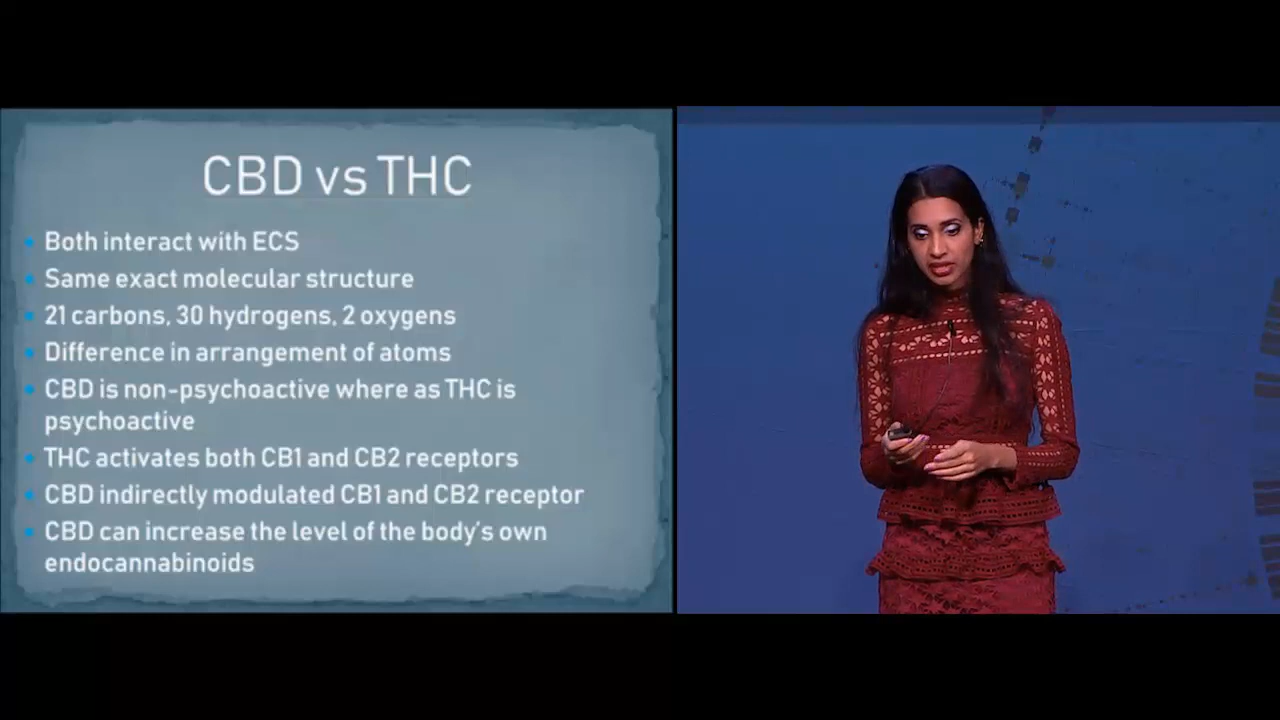 CBD vs THC
Both interact with ECS
Same exact molecular structure
21 carbons, 30 hydrogens, 2 oxygens
Difference in arrangement of atoms
CBD is non-psychoactive where as THC is
psychoactive
THC activates both CB1 and CB2 receptors
CBD indirectly modulated CB1 and CB2 receptor
CBD can increase the level of the body's own
endocannabinoids